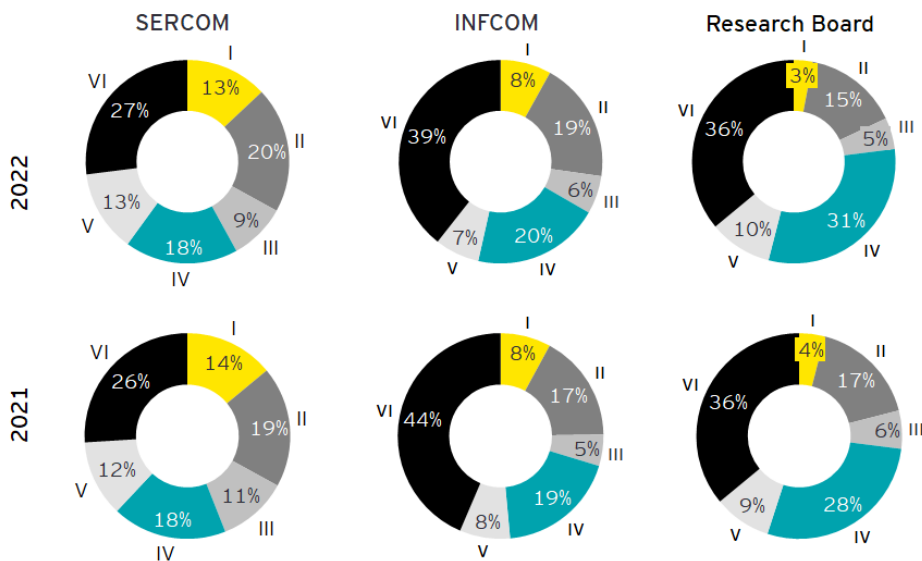 SERCOM
INFCOM
Research Board
2022
I
13%
II
20%
III
9%
IV
18%
V
13%
VI
27%
I
8%
II
19%
III
6%
IV
20%
V
7%
VI
39%
I
3%
II
15%
III
5%
IV
31%
V
10%
VI
36%
2021
I
14%
II
19%
III
11%
IV
18%
V
12%
VI
26%
I
8%
II
17%
III
5%
IV
19%
V
8%
VI
44%
I
4%
II
17%
III
6%
IV
28%
V
9%
VI
36%